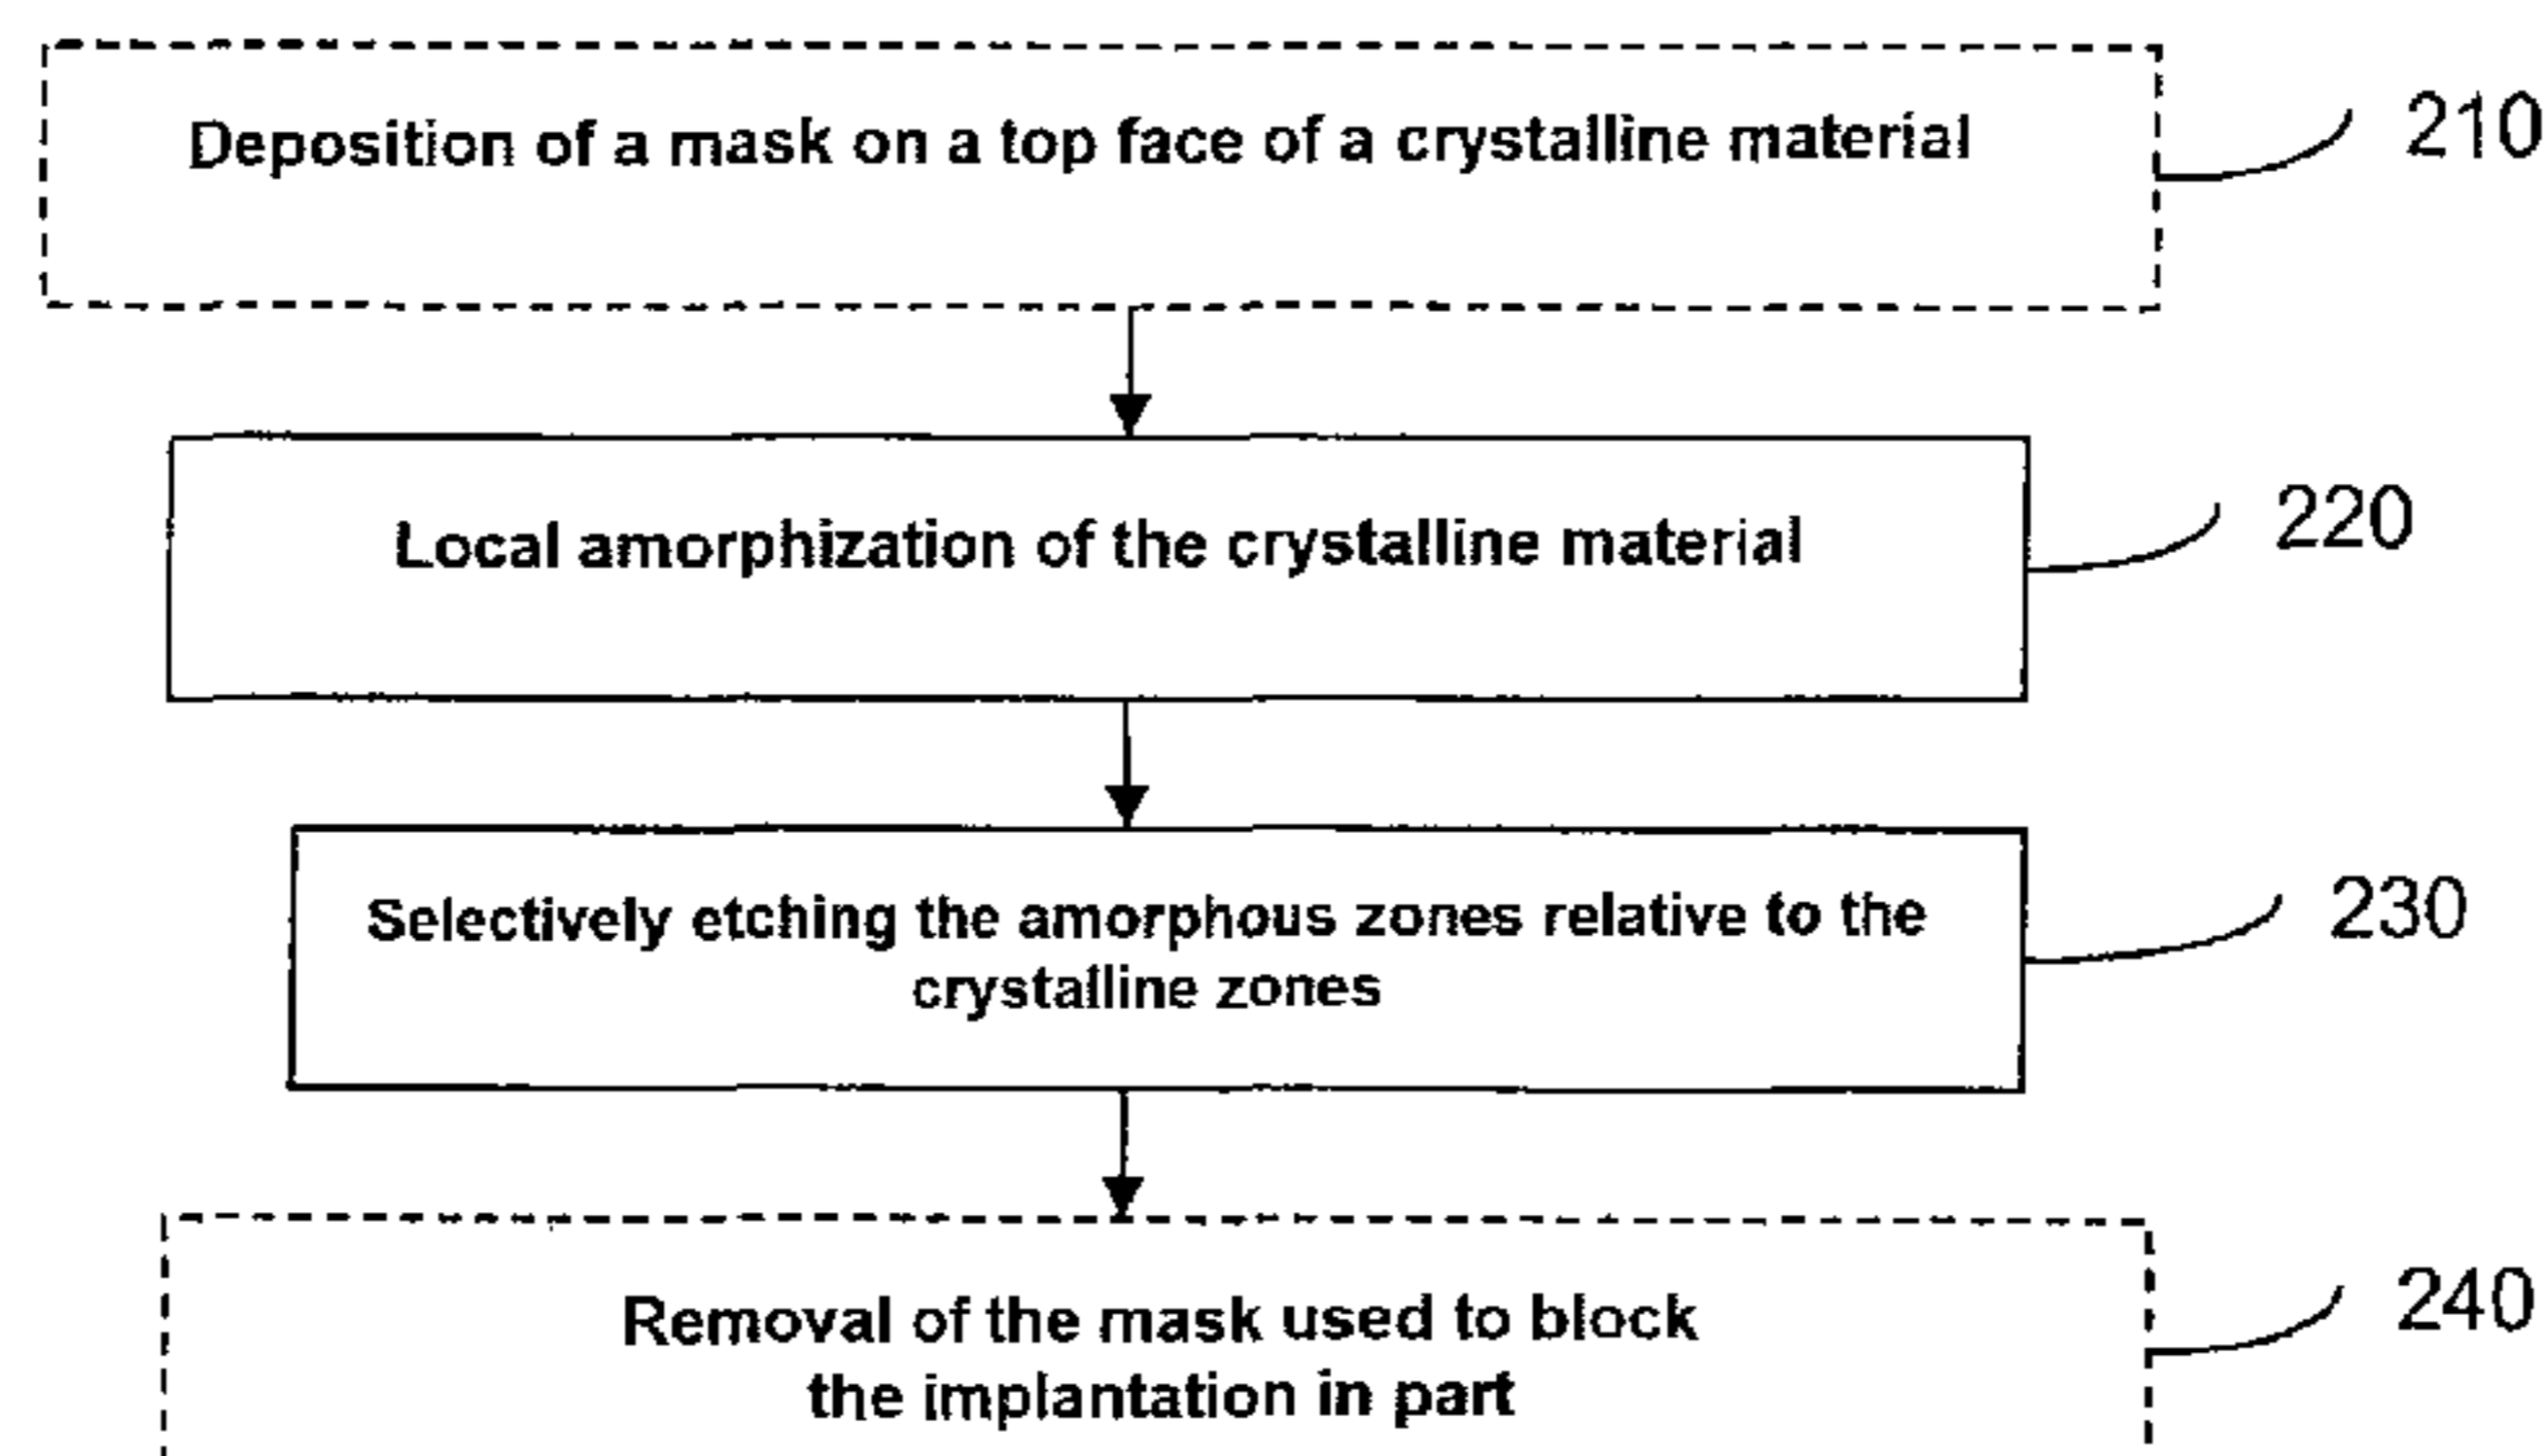 Deposition of a mask on a top face of a crystalline material
210
Local amorphization of the crystalline material
220
Selectively etching the amorphous zones relative to the
crystalline zones
230
Removal of the mask used to block
the implantation in part
240